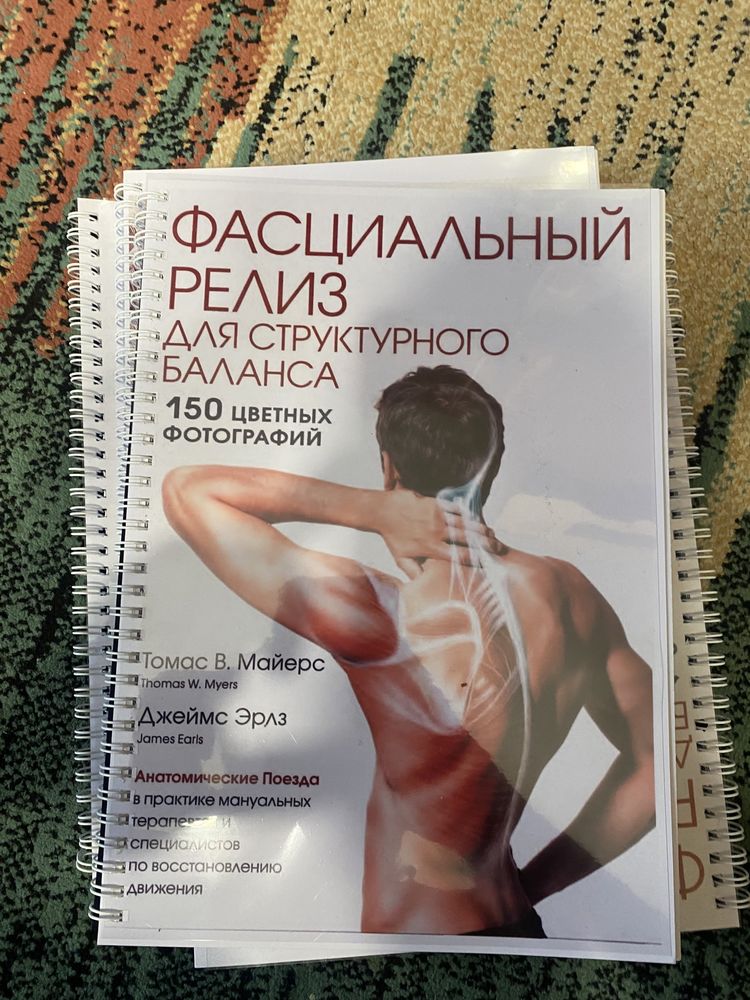 ФАСЦИАЛЬНЫЙ
РЕЛИЗ
ДЛЯ СТРУКТУРНОГО
БАЛАНСА
150 ЦВЕТНЫХ
ФОТОГРАФИЙ
Томас В. Майерс
Thomas W. Myers
Джеймс Эрлз
James Earls
Анатомические Поезда
в практике мануальных
и
специалистов
по восстановлению
движения